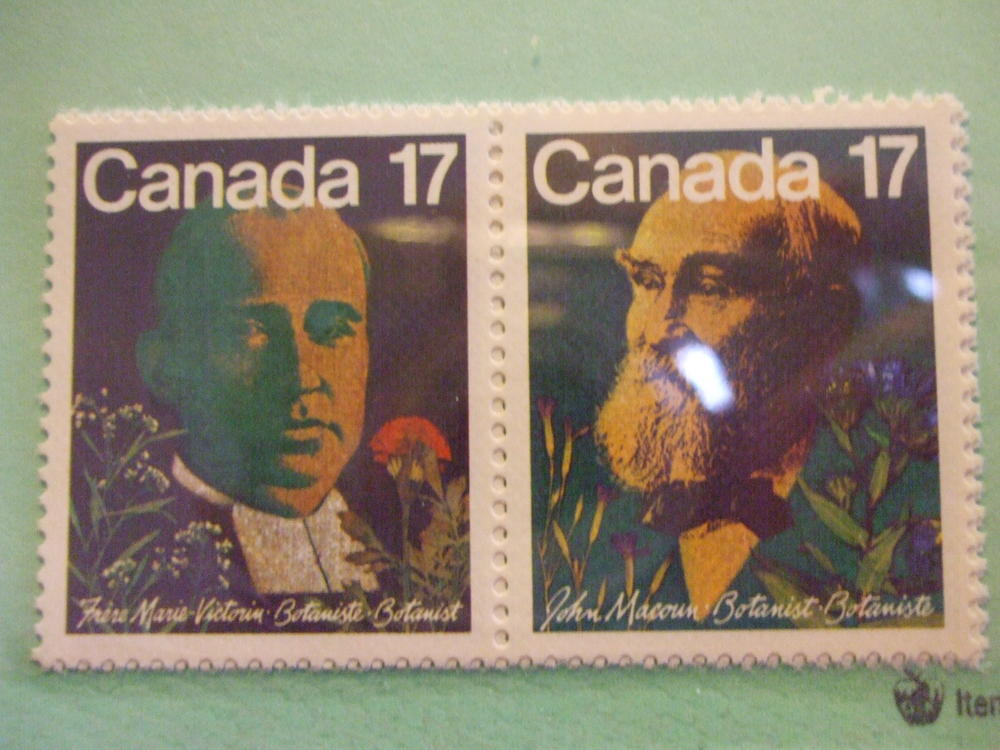 Canada 17
Frère Marie-Victorin · Botaniste · Botanist
Canada 17
John Macoun · Botanist · Botaniste